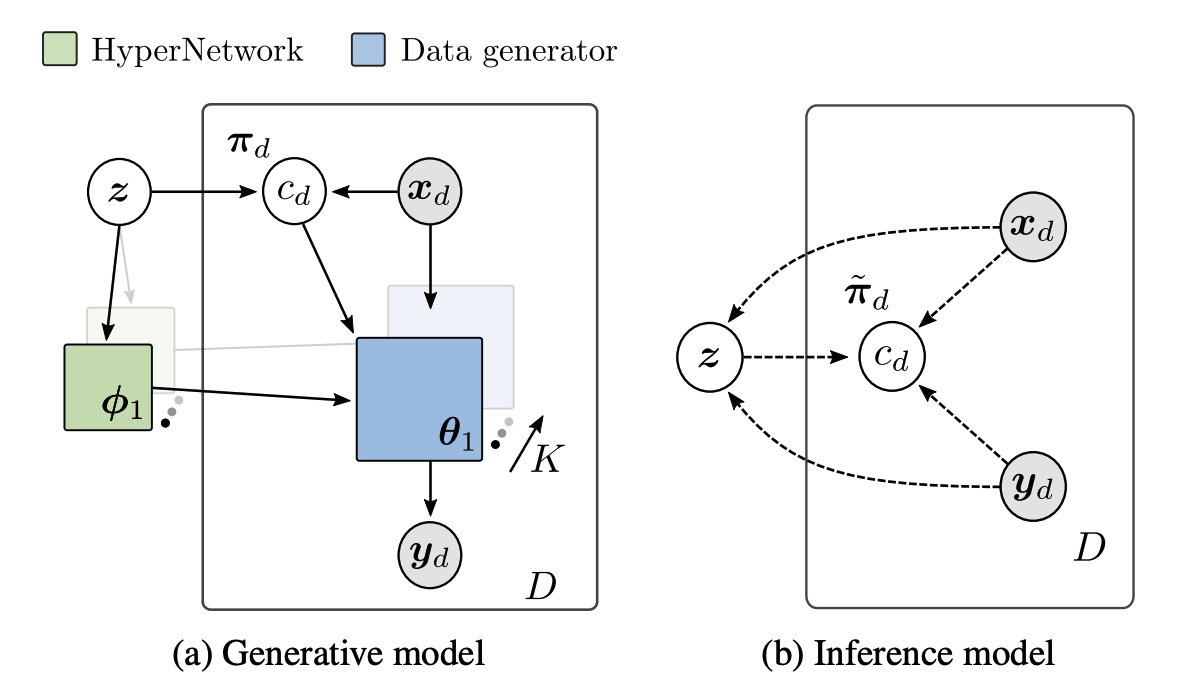 HyperNetwork
Data generator
π_d
z
c_d
x_d
ϕ_1
θ_1
K
y_d
D
(a) Generative model
x_d
π̃_d
z
c_d
y_d
D
(b) Inference model